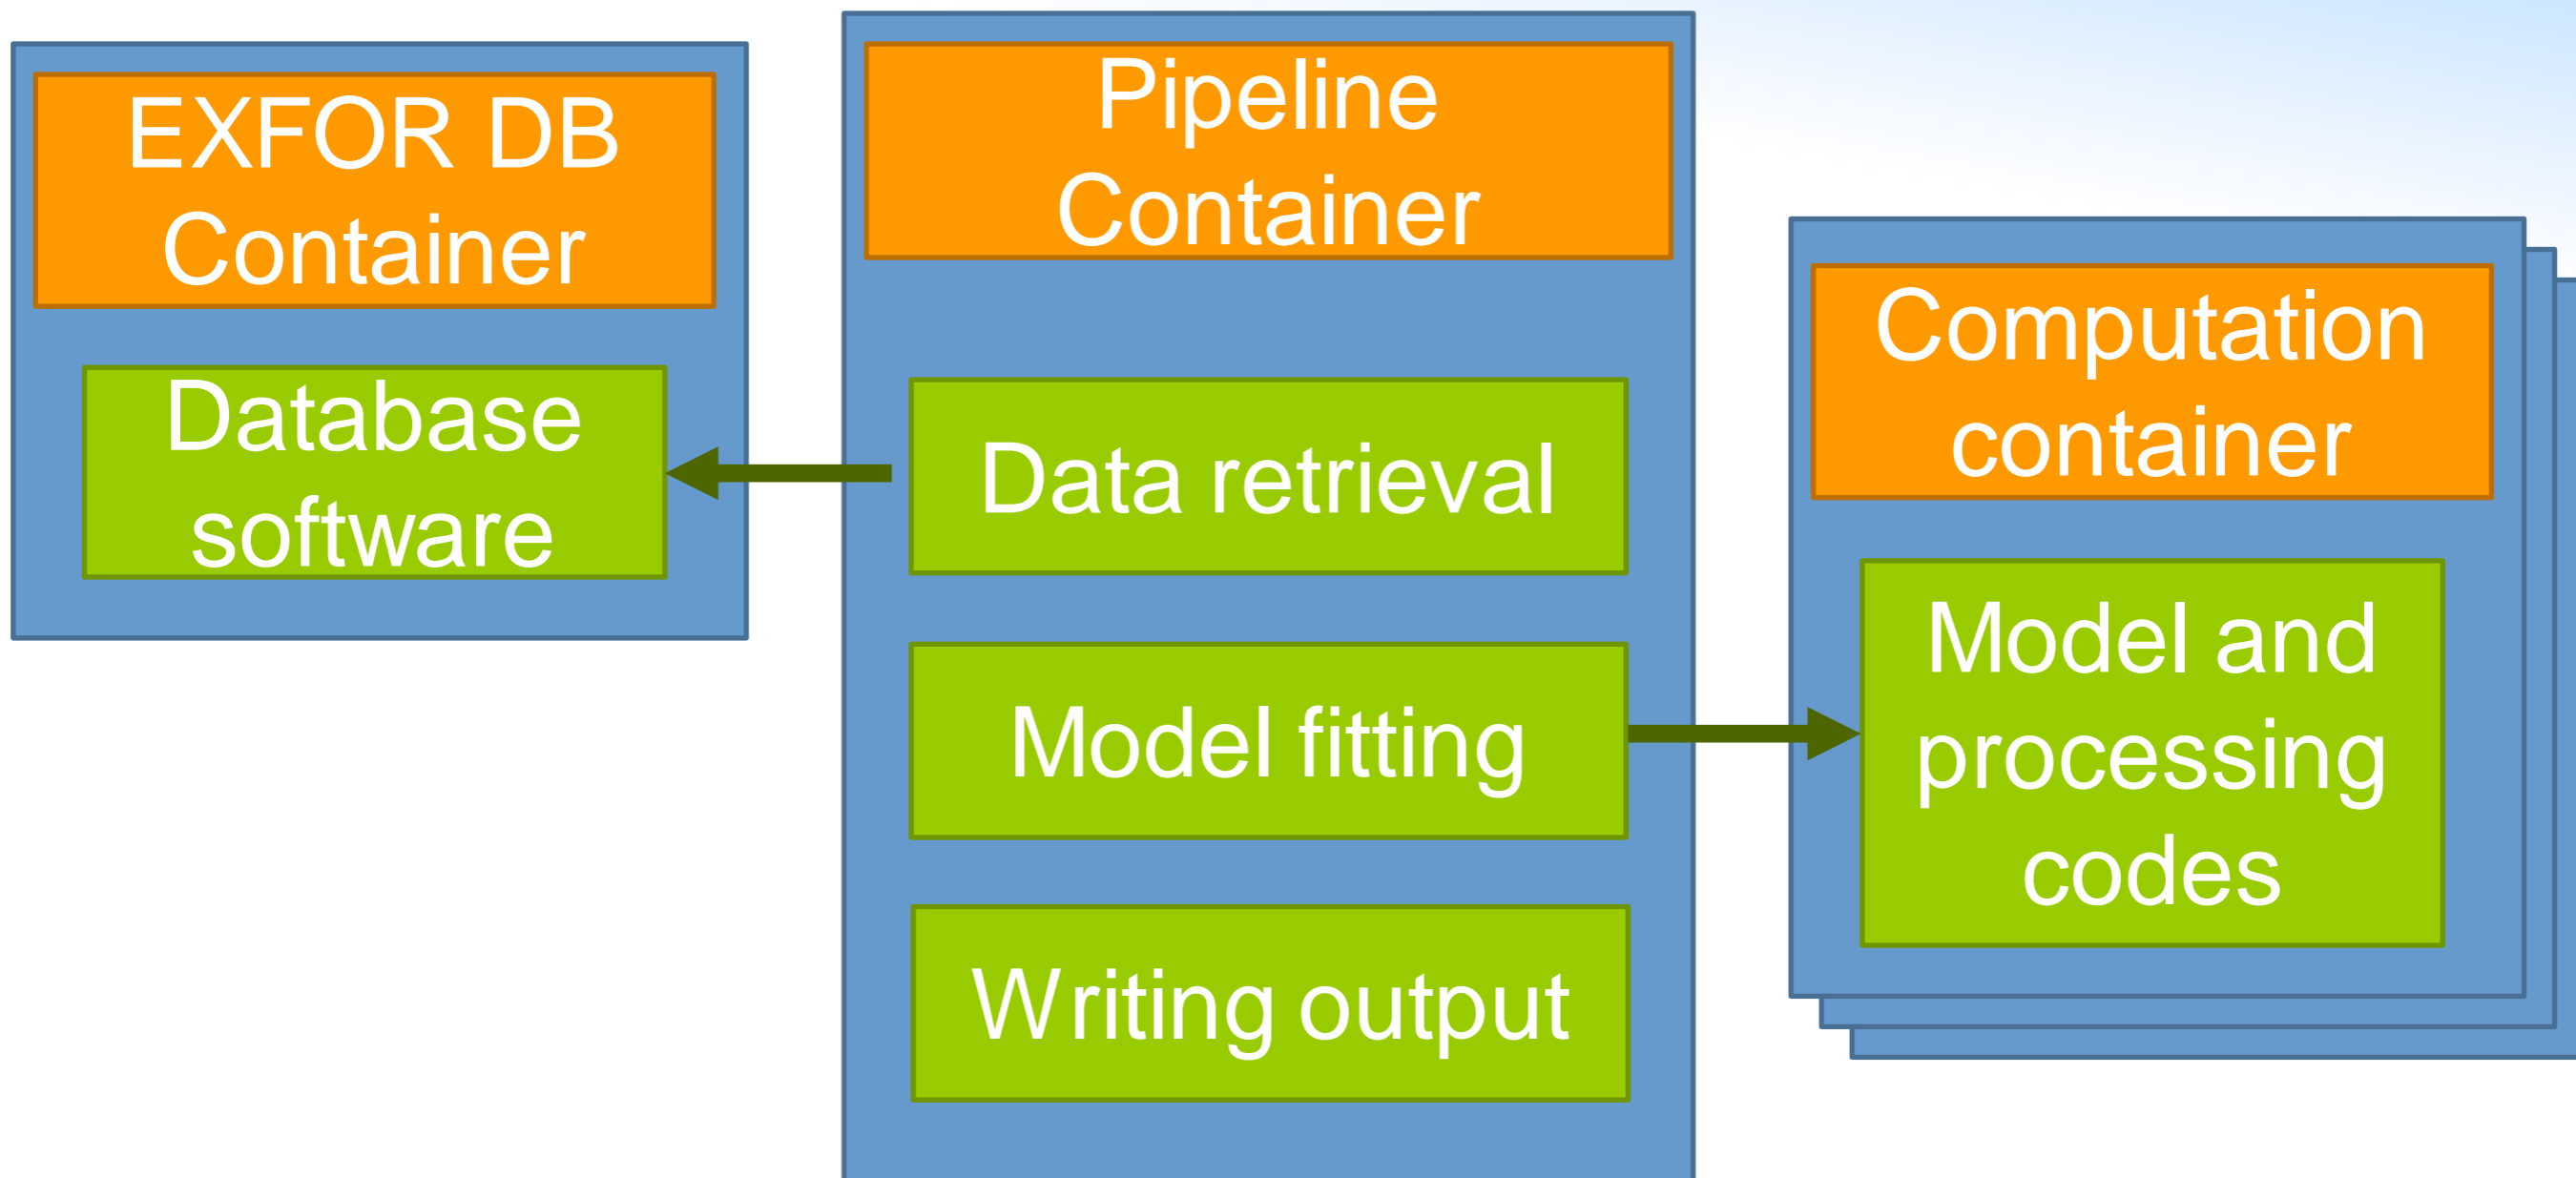 EXFOR DB
Container
Database
software
Pipeline
Container
Data retrieval
Model fitting
Writing output
Computation
container
Model and
processing
codes